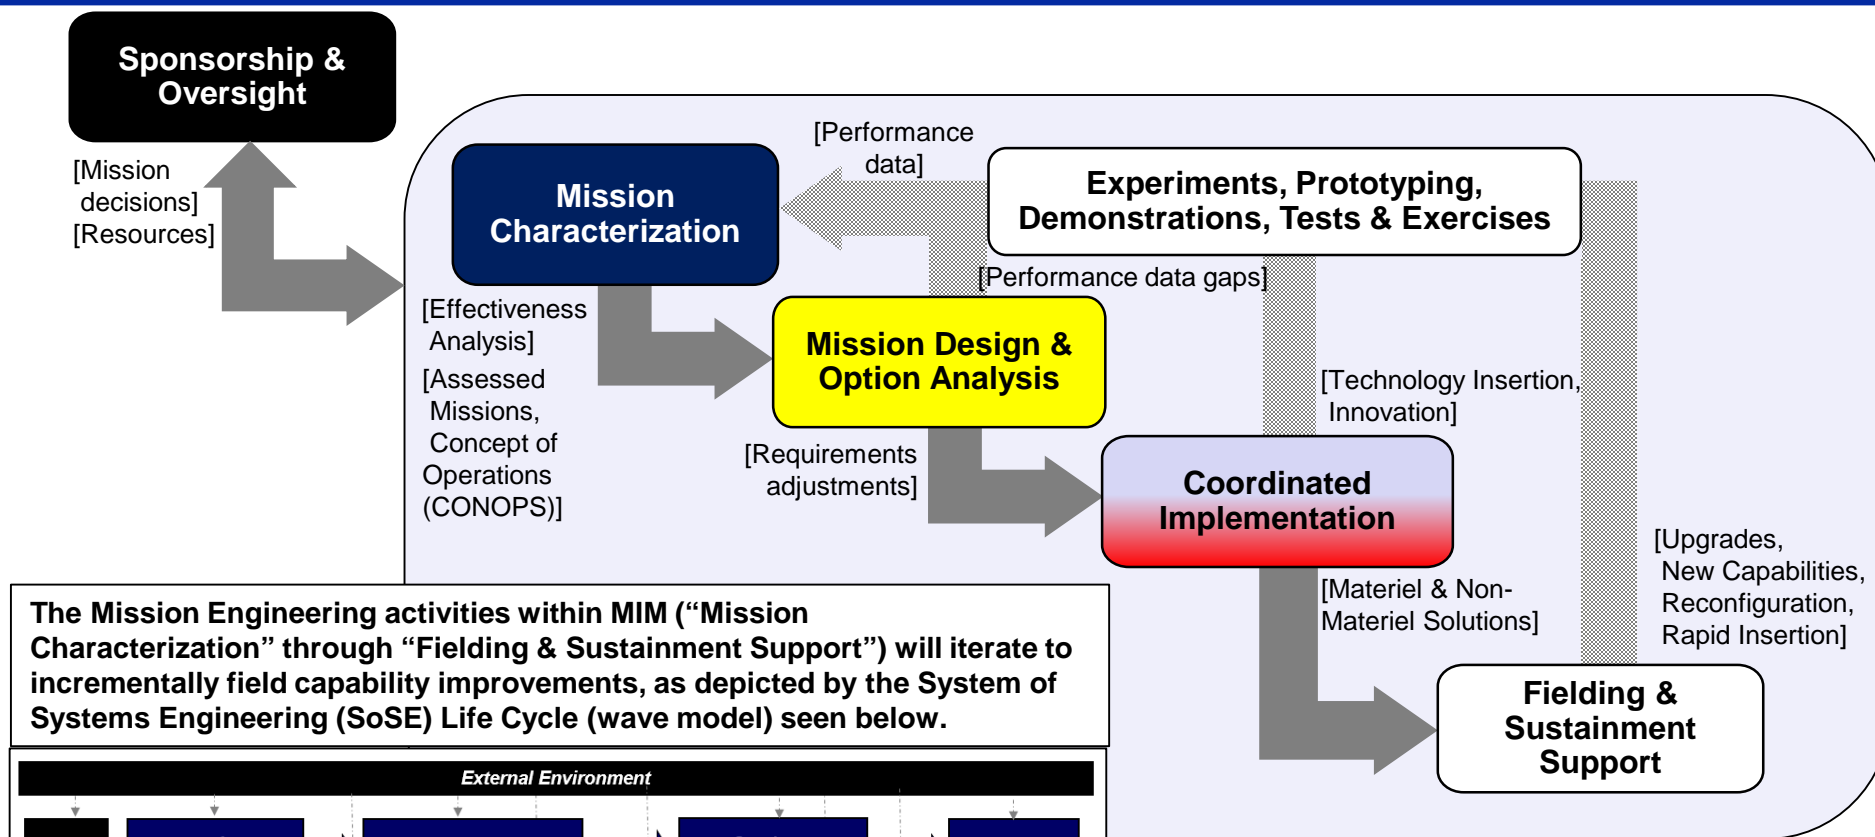 Sponsorship &
Oversight
[Mission
decisions]
[Resources]
Mission
Characterization
[Performance
data]
Experiments, Prototyping,
Demonstrations, Tests & Exercises
[Performance data gaps]
[Effectiveness
Analysis]
[Assessed
Missions,
Concept of
Operations
(CONOPS)]
Mission Design &
Option Analysis
[Technology Insertion,
Innovation]
[Requirements
adjustments]
Coordinated
Implementation
[Upgrades,
New Capabilities,
Reconfiguration,
Rapid Insertion]
[Materiel & Non-
Materiel Solutions]
Fielding &
Sustainment
Support
The Mission Engineering activities within MIM (“Mission
Characterization” through “Fielding & Sustainment Support”) will iterate to
incrementally field capability improvements, as depicted by the System of
Systems Engineering (SoSE) Life Cycle (wave model) seen below.
External Environment